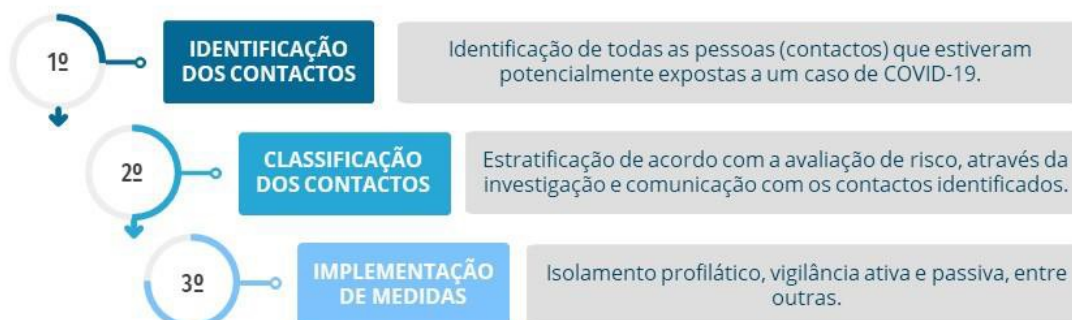 1º
IDENTIFICAÇÃO
DOS CONTACTOS
Identificação de todas as pessoas (contactos) que estiveram
potencialmente expostas a um caso de COVID-19.
2º
CLASSIFICAÇÃO
DOS CONTACTOS
Estratificação de acordo com a avaliação de risco, através da
investigação e comunicação com os contactos identificados.
3º
IMPLEMENTAÇÃO
DE MEDIDAS
Isolamento profilático, vigilância ativa e passiva, entre
outras.